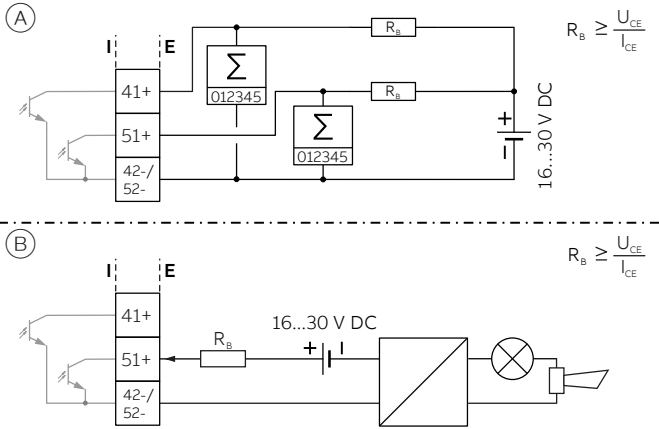 A
I E
R_B
R_B ≥ U_CE / I_CE
Σ
012345
41+
R_B
51+
Σ
012345
+
16...30 V DC
42-/
52-
B
I E
R_B ≥ U_CE / I_CE
41+
16...30 V DC
R_B
+
51+
42-/
52-